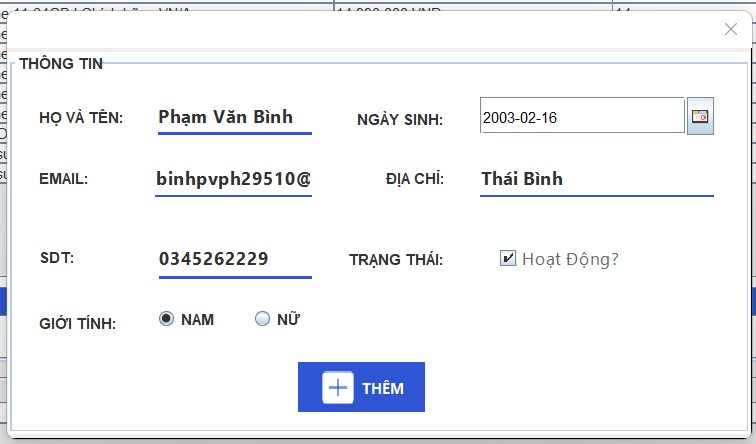 THÔNG TIN
HỌ VÀ TÊN: Phạm Văn Bình NGÀY SINH: 2003-02-16
EMAIL: binhpvph29510@ ĐỊA CHỈ: Thái Bình
SDT: 0345262229 TRẠNG THÁI: Hoạt Động?
GIỚI TÍNH: NAM NỮ
THÊM